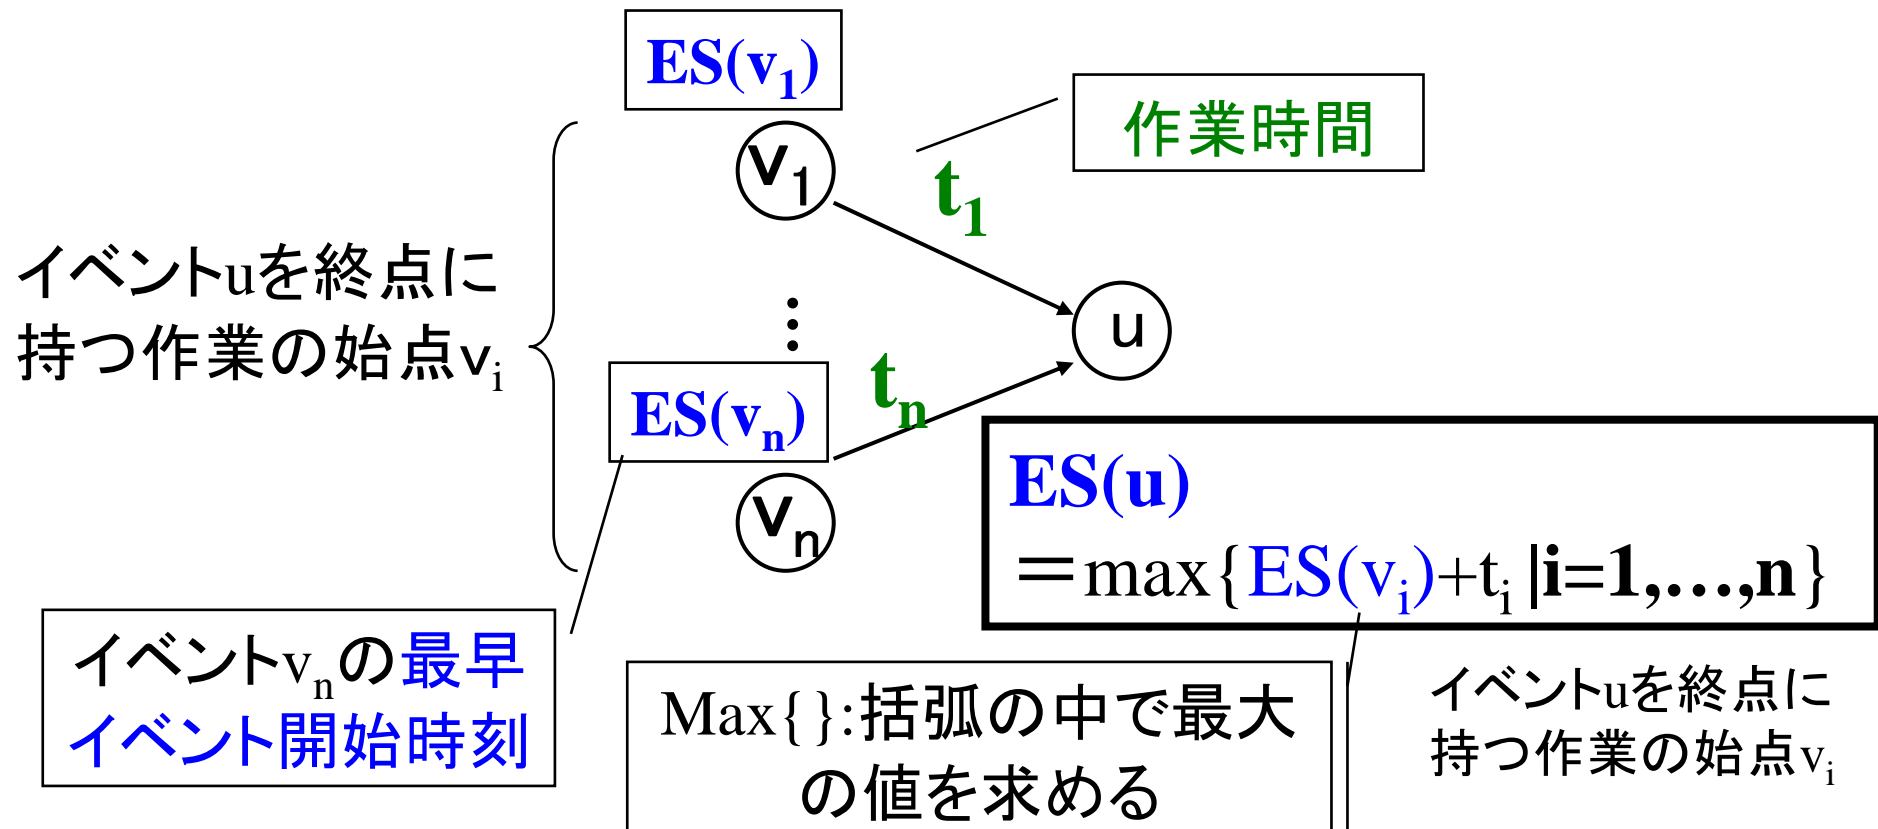 ES(v1)
作業時間
v1
t1
イベントuを終点に
持つ作業の始点vi
⋮
u
tn
ES(vn)
vn
ES(u)
=max{ES(vi)+ti |i=1,…,n}
イベントvnの最早
イベント開始時刻
Max{}:括弧の中で最大
の値を求める
イベントuを終点に
持つ作業の始点vi